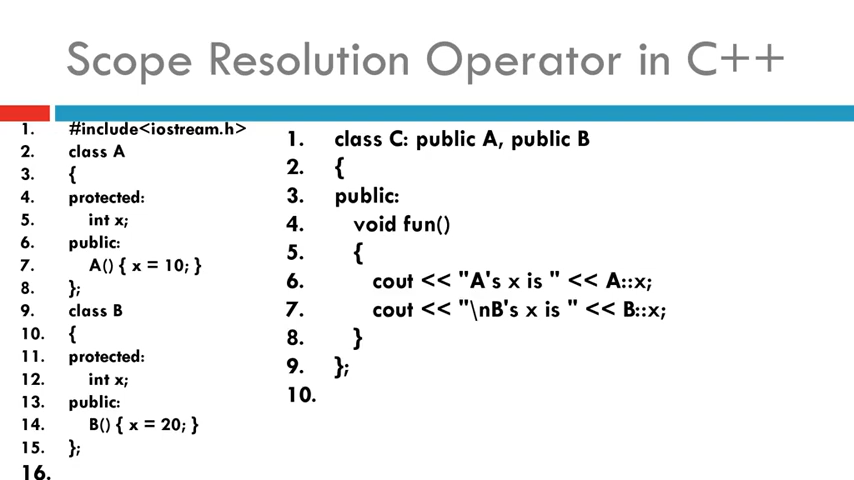 Scope Resolution Operator in C++
1. #include<iostream.h>
2. class A
3. {
4. protected:
5. int x;
6. public:
7. A() { x = 10; }
8. };
9. class B
10. {
11. protected:
12. int x;
13. public:
14. B() { x = 20; }
15. };
16.
1. class C: public A, public B
2. {
3. public:
4. void fun()
5. {
6. cout << "A's x is " << A::x;
7. cout << "\nB's x is " << B::x;
8. }
9. };
10.